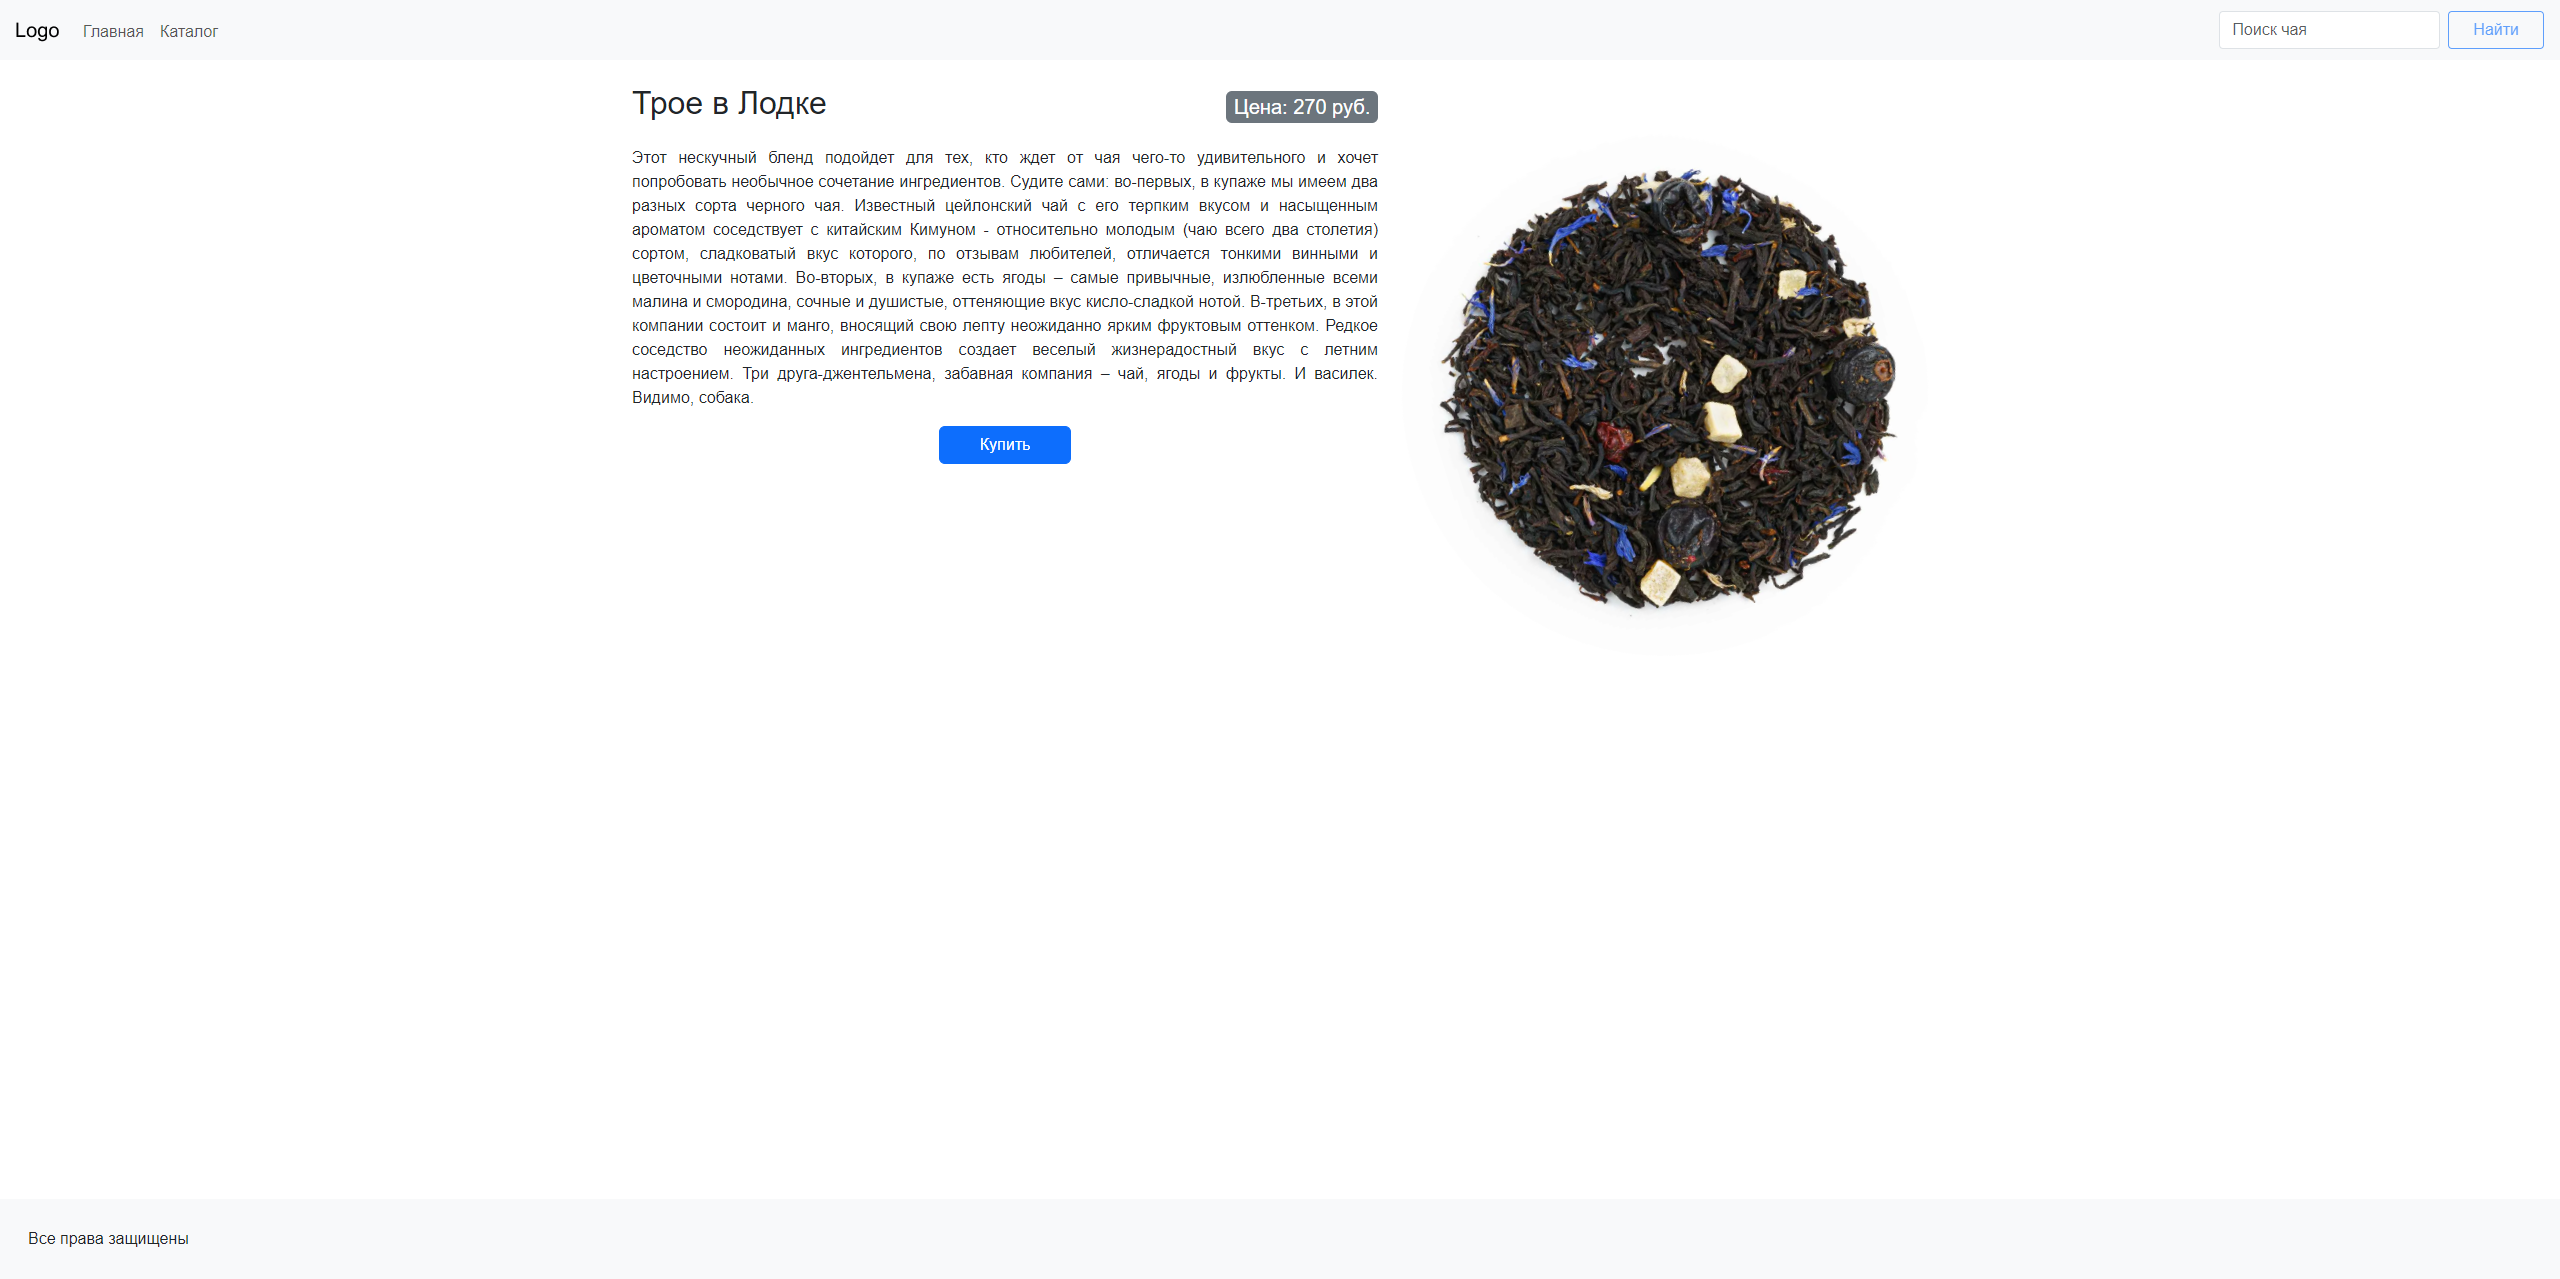 Logo Главная Каталог Поиск чая Найти
Трое в Лодке Цена: 270 руб.
Этот нескучный бленд подойдет для тех, кто ждет от чая чего-то удивительного и хочет
попробовать необычное сочетание ингредиентов. Судите сами: во-первых, в купаже мы имеем два
разных сорта черного чая. Известный цейлонский чай с его терпким вкусом и насыщенным
ароматом соседствует с китайским Кимуном - относительно молодым (чаю всего два столетия)
сортом, сладковатый вкус которого, по отзывам любителей, отличается тонкими винными и
цветочными нотами. Во-вторых, в купаже есть ягоды – самые привычные, излюбленные всеми
малина и смородина, сочные и душистые, оттеняющие вкус кисло-сладкой нотой. В-третьих, в этой
компании состоит и манго, вносящий свою лепту неожиданно ярким фруктовым оттенком. Редкое
соседство неожиданных ингредиентов создает веселый жизнерадостный вкус с летним
настроением. Три друга-джентельмена, забавная компания – чай, ягоды и фрукты. И василек.
Видимо, собака.
Купить
Все права защищены